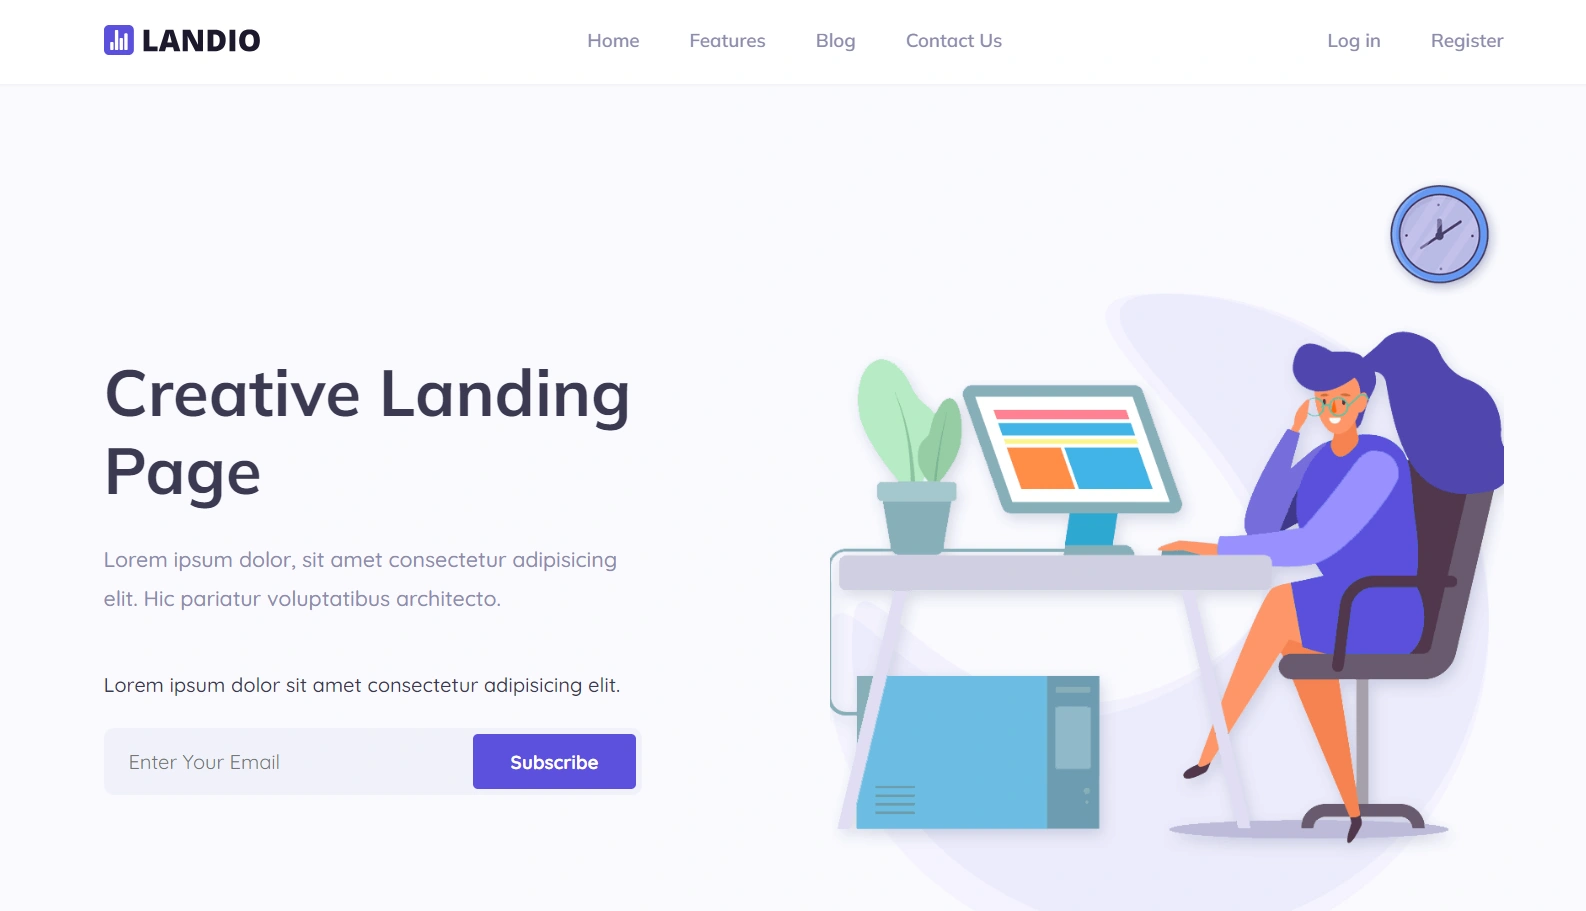 LANDIO
Home Features Blog Contact Us
Log in Register
Creative Landing
Page
Lorem ipsum dolor, sit amet consectetur adipisicing
elit. Hic pariatur voluptatibus architecto.
Lorem ipsum dolor sit amet consectetur adipisicing elit.
Enter Your Email
Subscribe